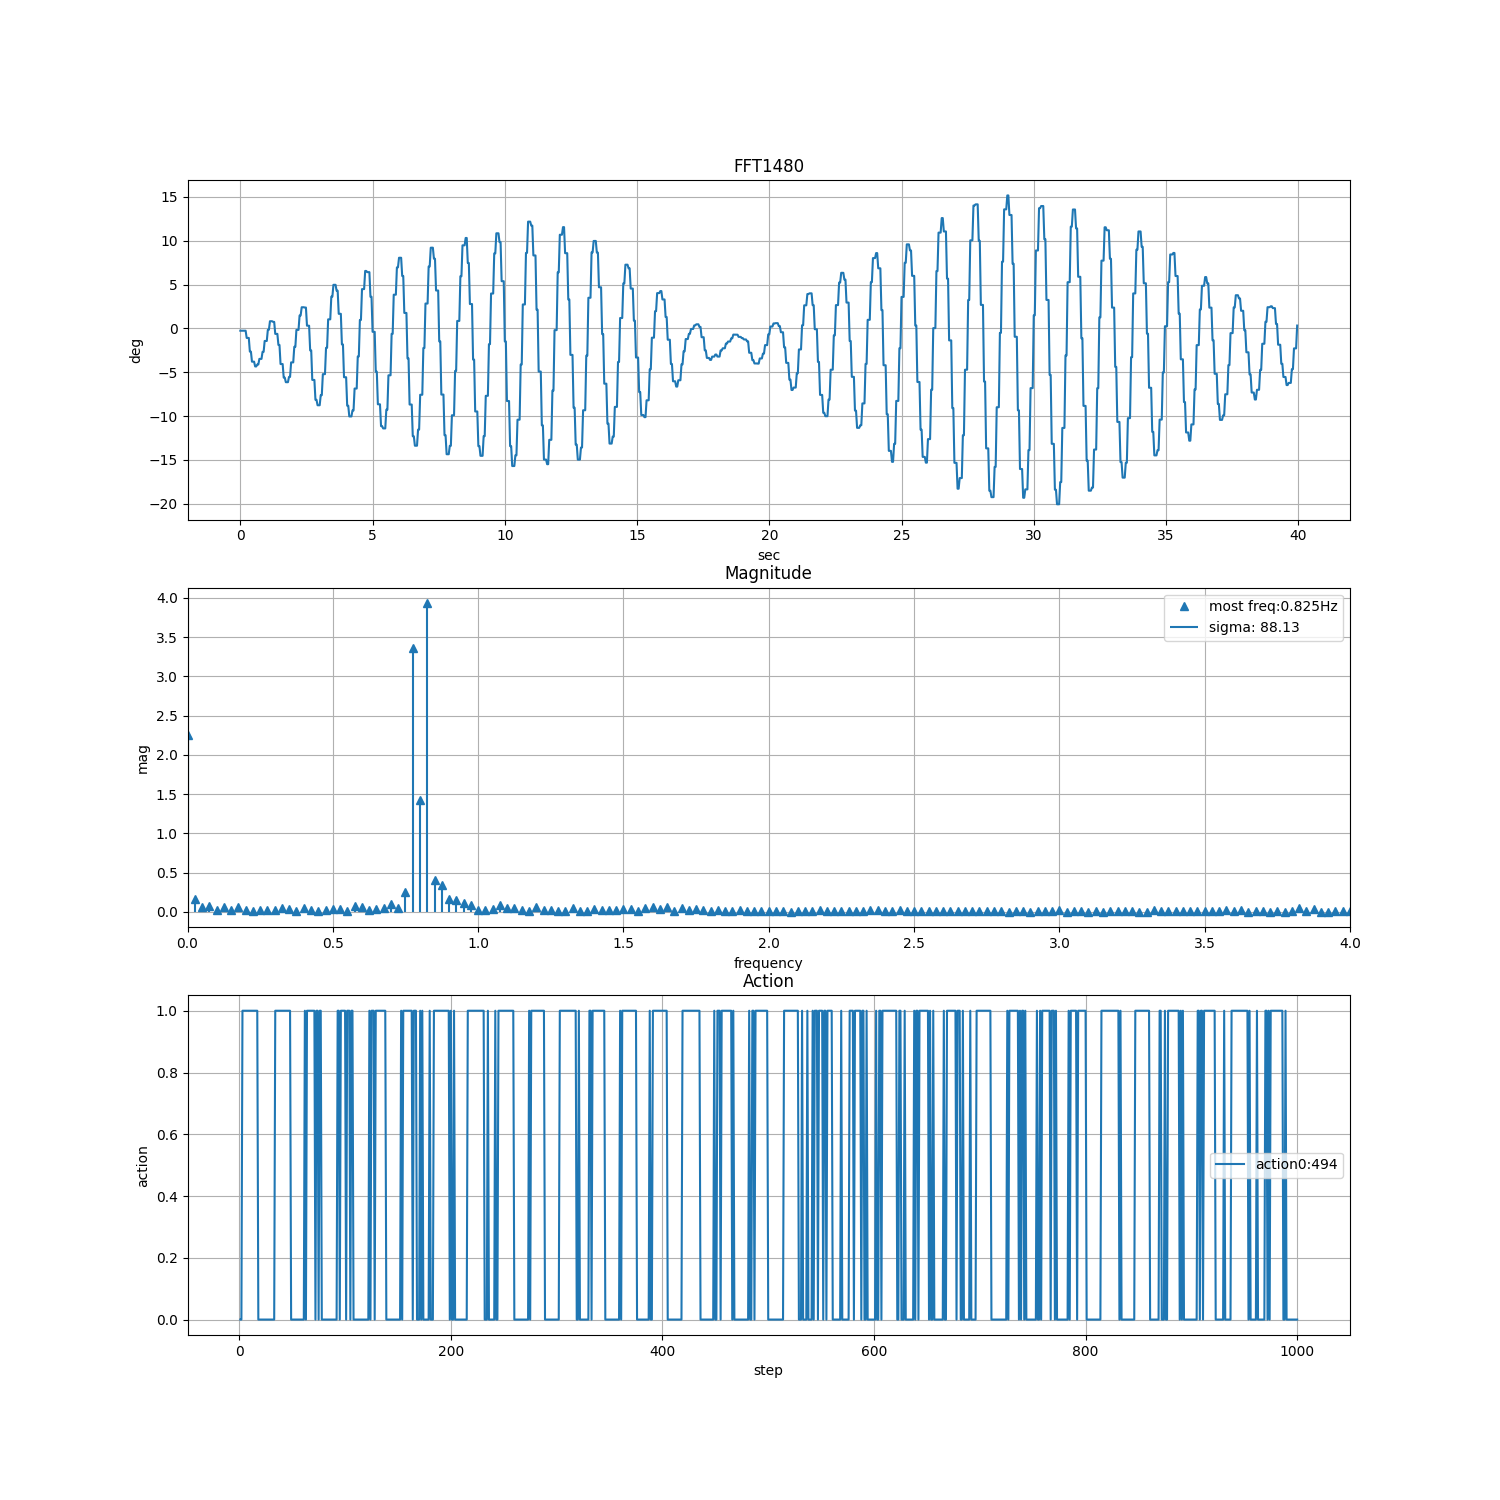 FFT1480
15
10
5
0
−5
−10
−15
−20
deg
0 5 10 15 20 25 30 35 40
sec
Magnitude
4.0
3.5
3.0
2.5
2.0
1.5
1.0
0.5
0.0
mag
most freq:0.825Hz
sigma: 88.13
0.0 0.5 1.0 1.5 2.0 2.5 3.0 3.5 4.0
frequency
Action
1.0
0.8
0.6
0.4
0.2
0.0
action
action0:494
0 200 400 600 800 1000
step